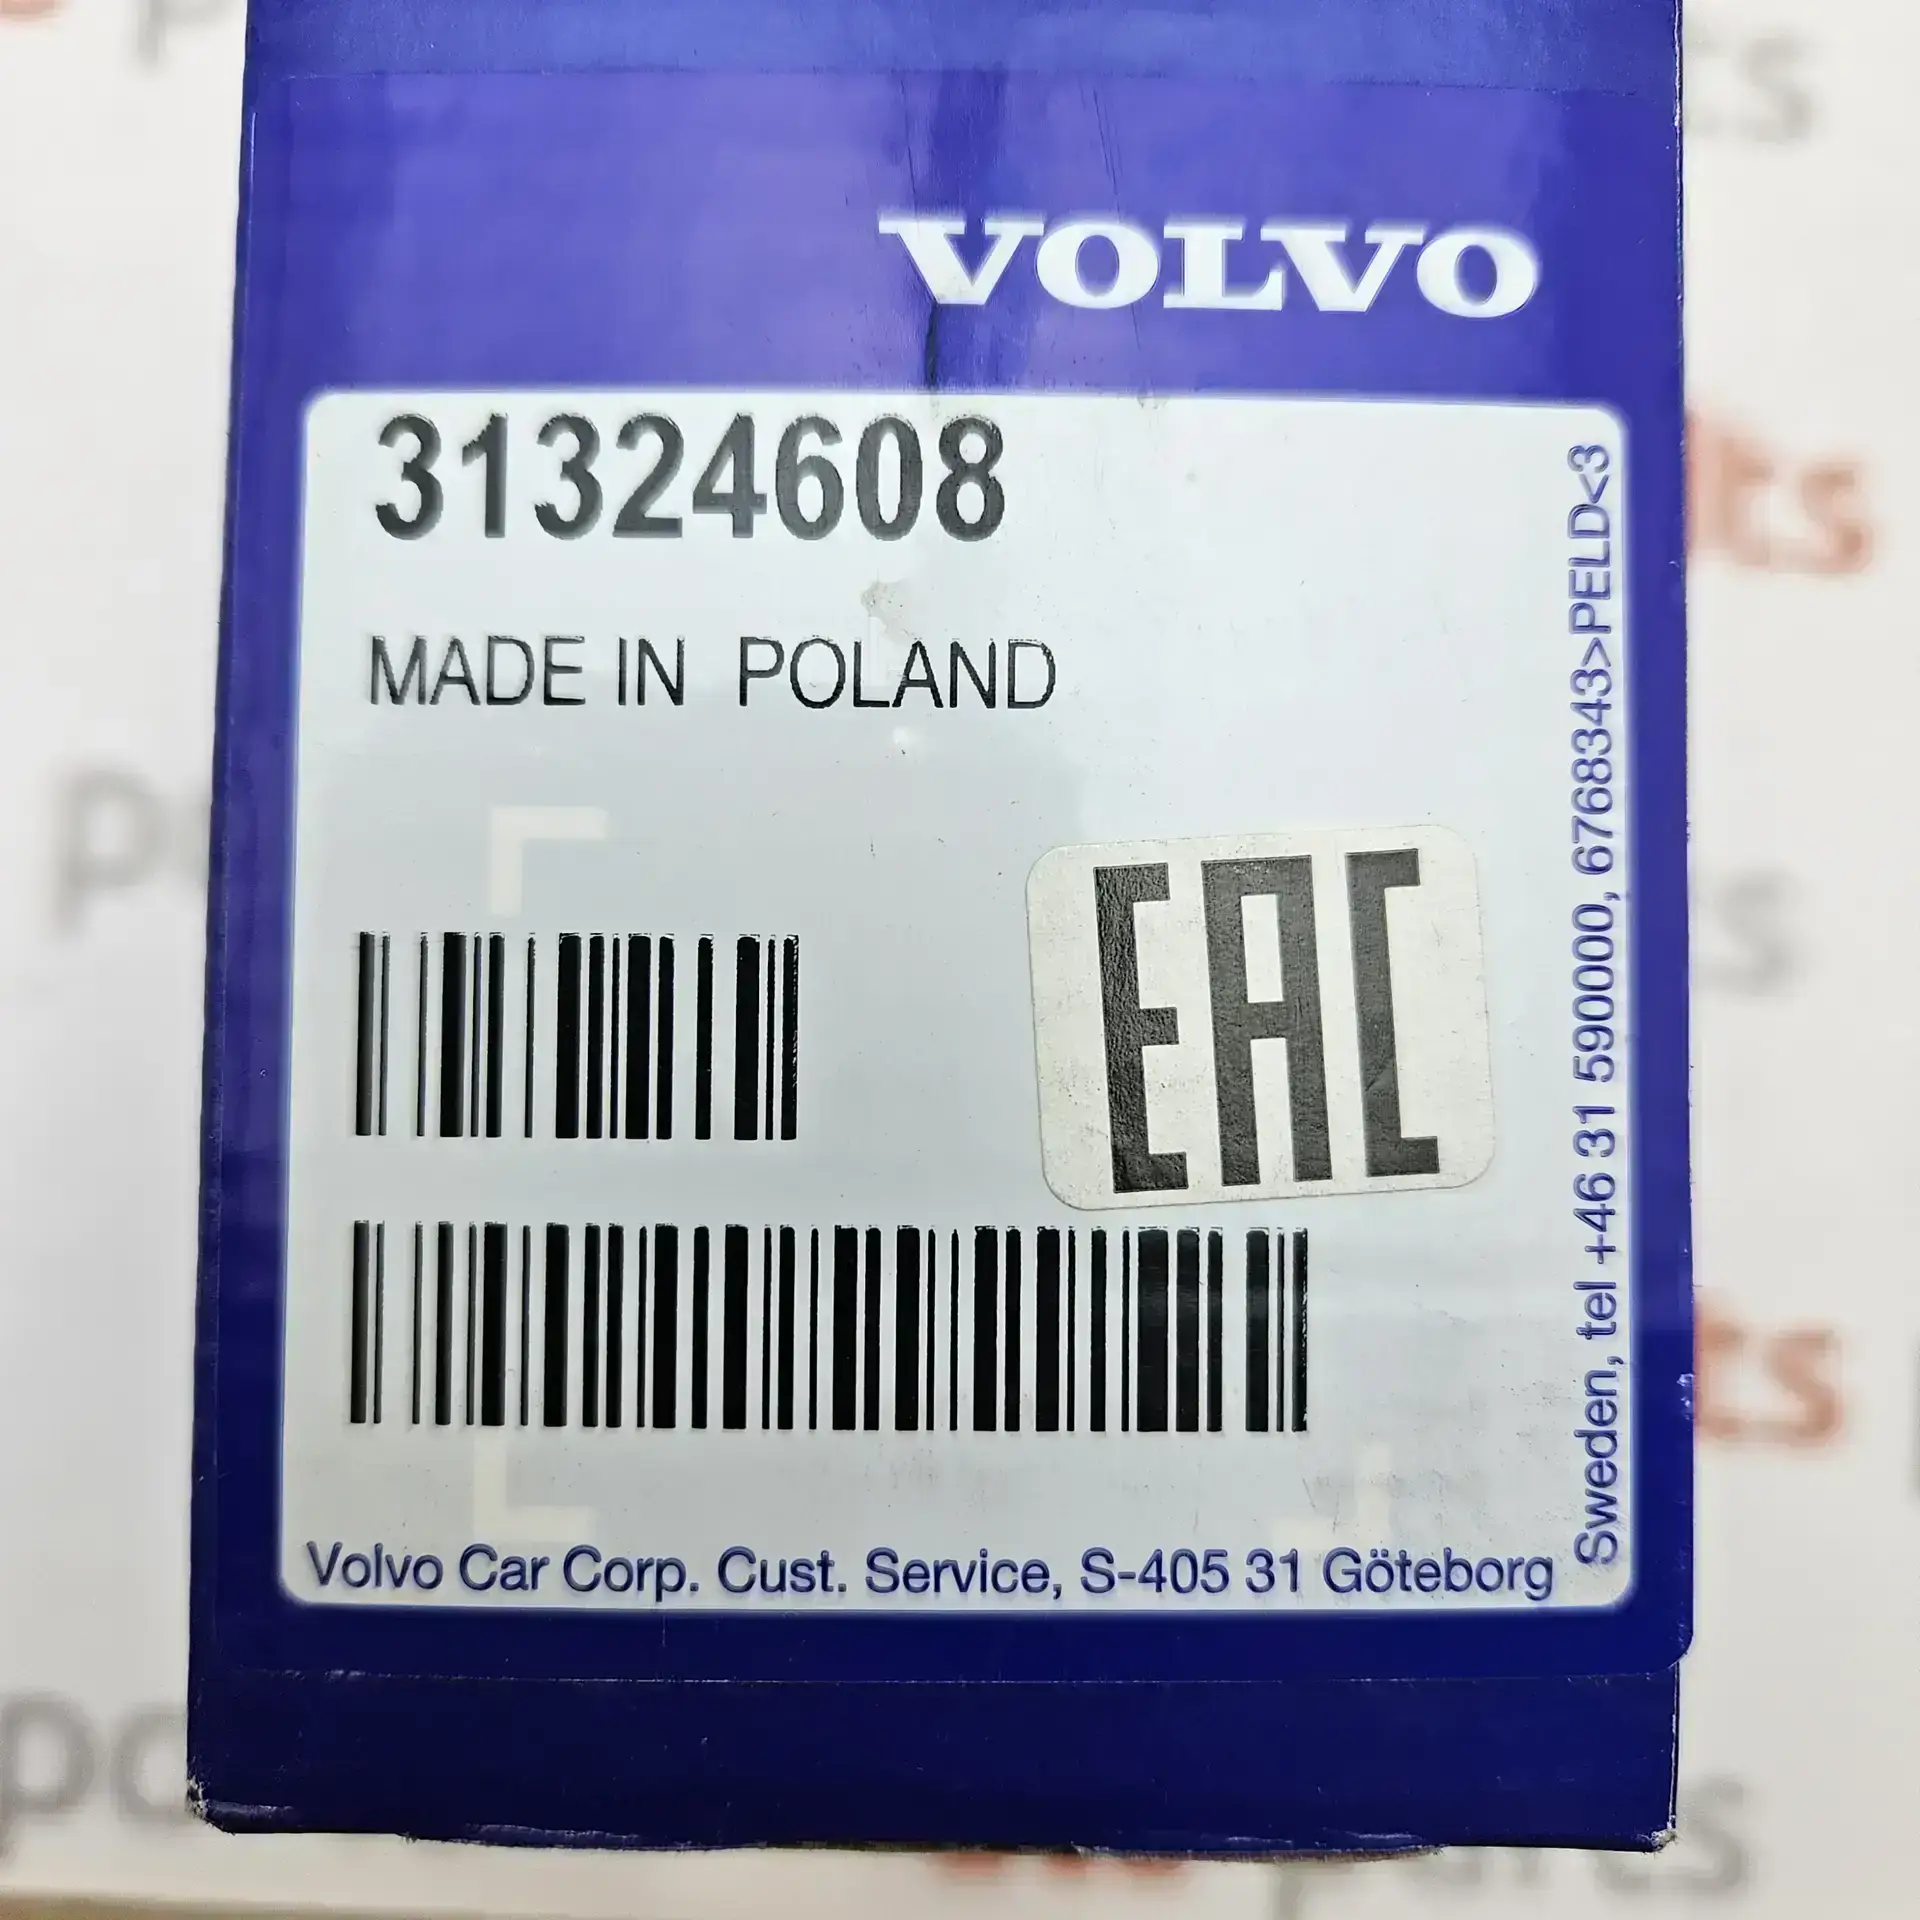 VOLVO
31324608
MADE IN POLAND
EAC
Volvo Car Corp. Cust. Service, S-405 31 Göteborg
Sweden, tel +46 31 590000, 6768343>PELD<3